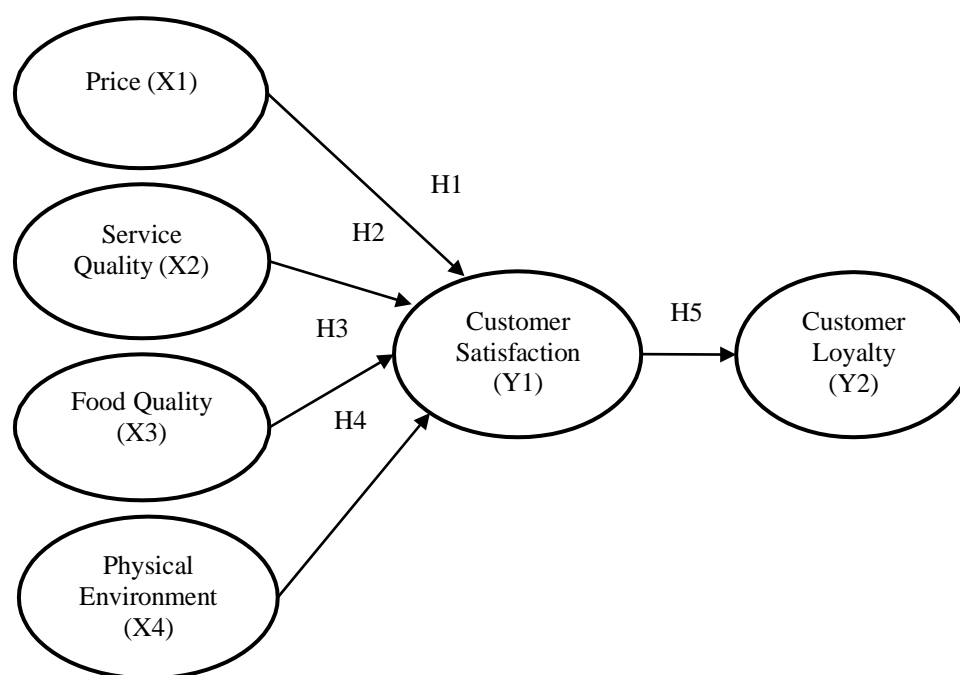 Price (X1)
H1
H2
Service
Quality (X2)
H3
Customer
Satisfaction
(Y1)
H5
Customer
Loyalty
(Y2)
Food Quality
(X3)
H4
Physical
Environment
(X4)